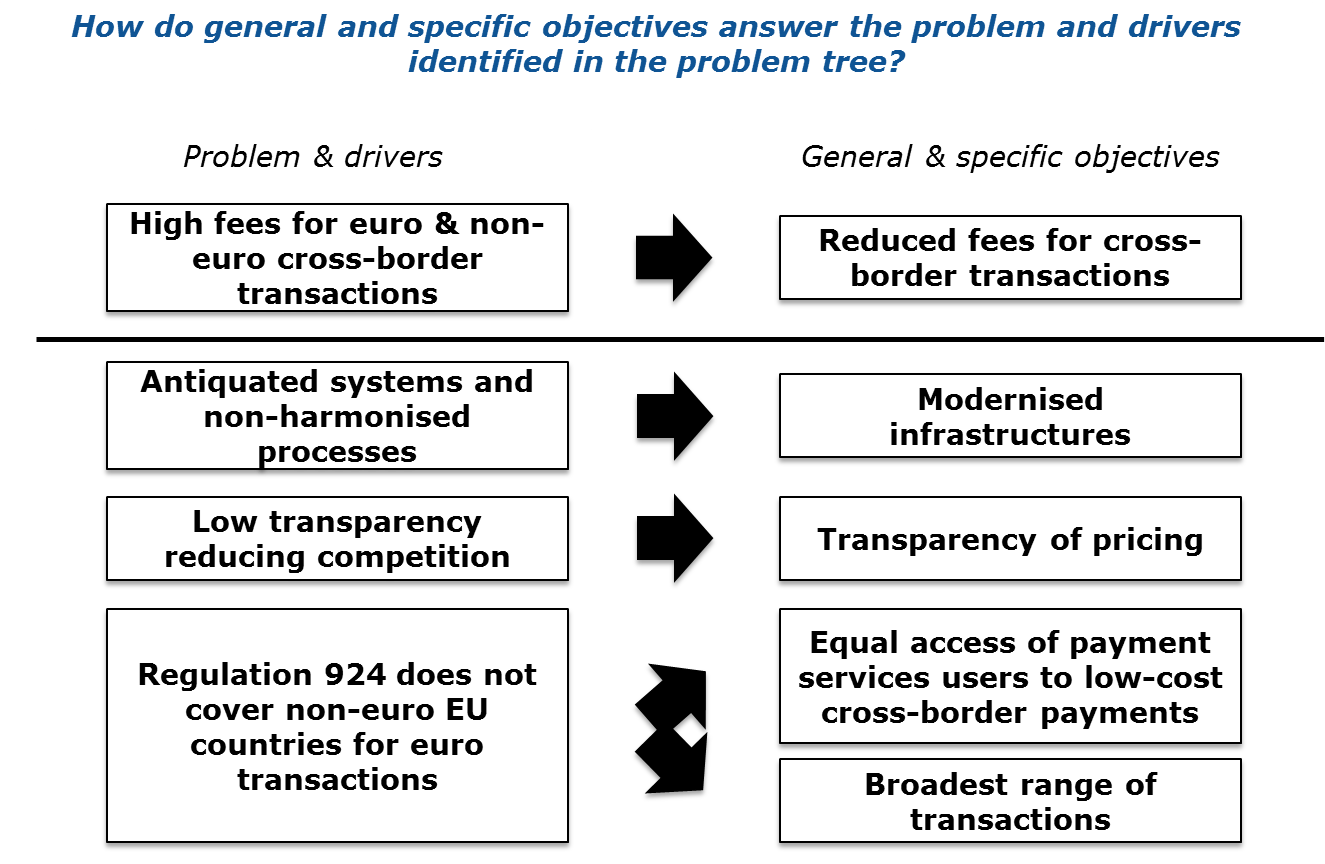 How do general and specific objectives answer the problem and drivers
identified in the problem tree?
Problem & drivers
General & specific objectives
High fees for euro & non-
euro cross-border
transactions
Reduced fees for cross-
border transactions
Antiquated systems and
non-harmonised
processes
Modernised
infrastructures
Low transparency
reducing competition
Transparency of pricing
Regulation 924 does not
cover non-euro EU
countries for euro
transactions
Equal access of payment
services users to low-cost
cross-border payments
Broadest range of
transactions